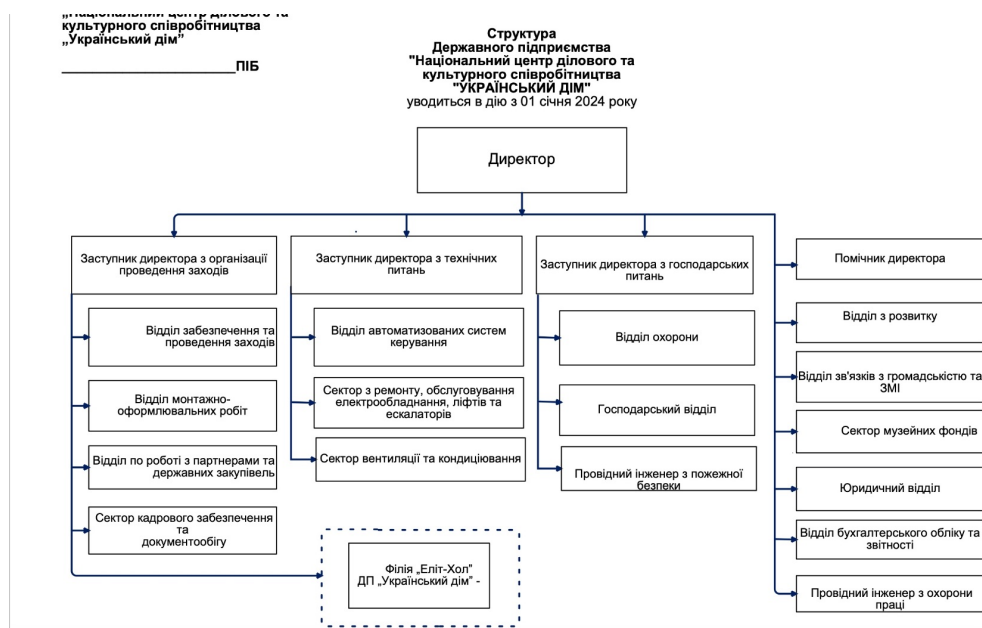 „Національний центр ділового та
культурного співробітництва
„Український дім”
ПІБ
Структура
Державного підприємства
"Національний центр ділового та
культурного співробітництва
"УКРАЇНСЬКИЙ ДІМ"
уводиться в дію з 01 січня 2024 року
Директор
Заступник директора з організації
проведення заходів
Відділ забезпечення та
проведення заходів
Відділ монтажно-
оформлювальних робіт
Відділ по роботі з партнерами та
державних закупівель
Сектор кадрового забезпечення
та
документообігу
Філія „Еліт-Хол”
ДП „Український дім” -
Заступник директора з технічних
питань
Відділ автоматизованих систем
керування
Сектор з ремонту, обслуговування
електрообладнання, ліфтів та
ескалаторів
Сектор вентиляції та кондиціювання
Заступник директора з господарських
питань
Відділ охорони
Господарський відділ
Провідний інженер з пожежної
безпеки
Помічник директора
Відділ з розвитку
Відділ зв'язків з громадськістю та
ЗМІ
Сектор музейних фондів
Юридичний відділ
Відділ бухгалтерського обліку та
звітності
Провідний інженер з охорони
праці